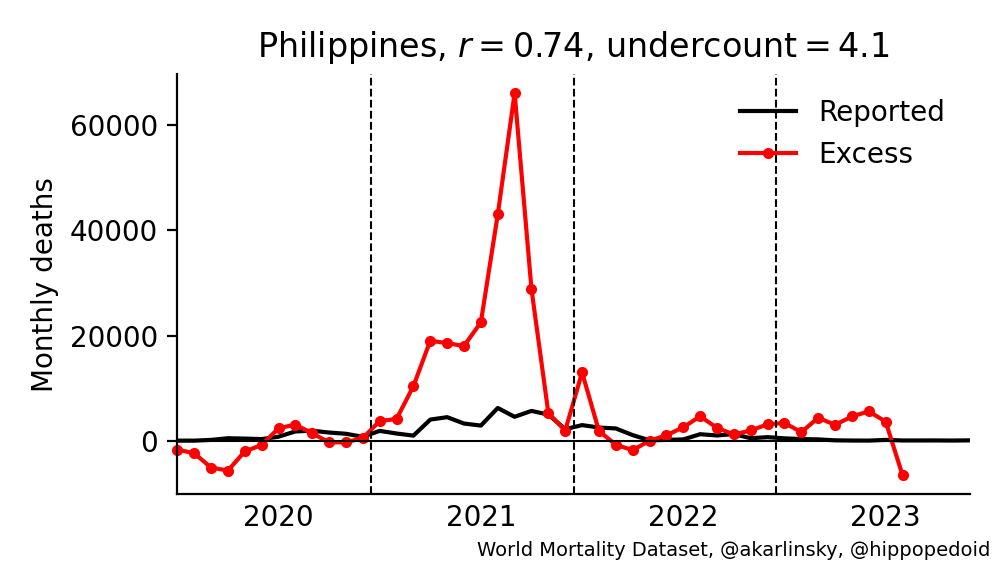 Philippines, r = 0.74, undercount = 4.1
Reported
Excess
Monthly deaths
60000
40000
20000
0
2020 2021 2022 2023
World Mortality Dataset, @akarlinsky, @hippopedoid